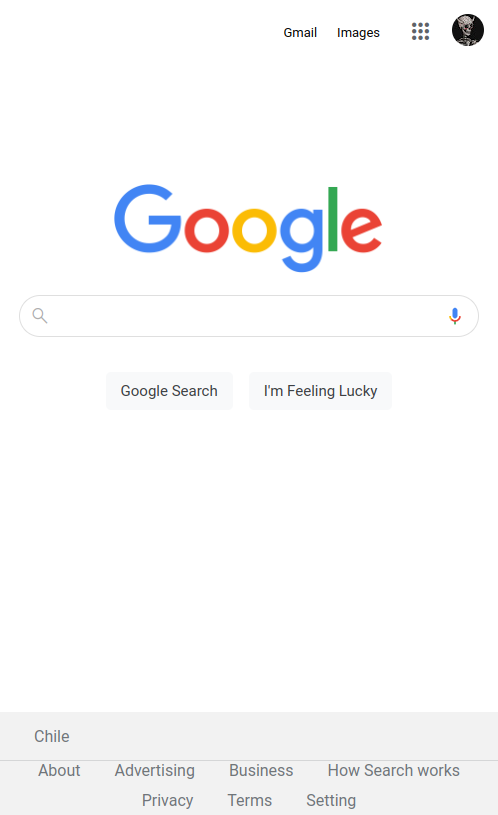 Gmail Images
Google
Google Search I'm Feeling Lucky
Chile
About Advertising Business How Search works
Privacy Terms Setting